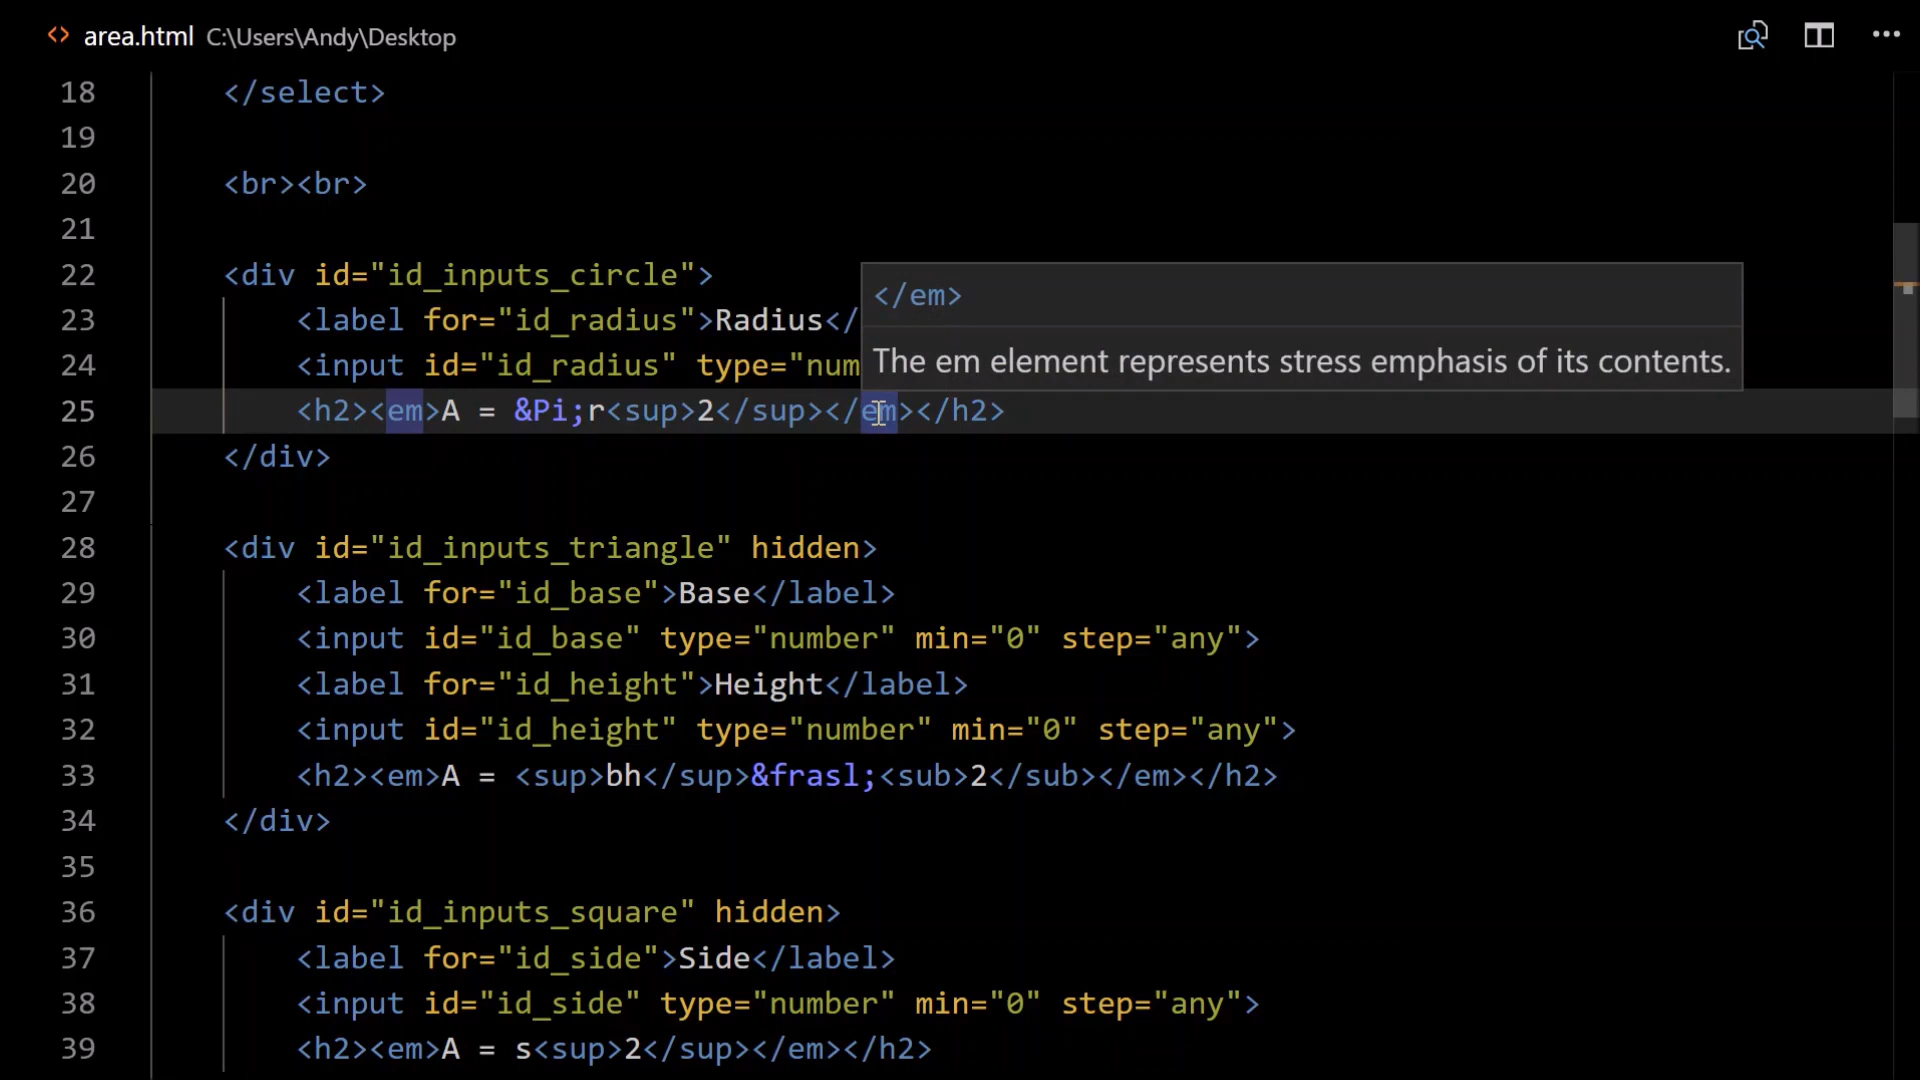 area.html C:\Users\Andy\Desktop
18 </select>
19
20 <br><br>
21
22 <div id="id_inputs_circle">
</em>
23 <label for="id_radius">Radius</
24 <input id="id_radius" type="num
The em element represents stress emphasis of its contents.
25 <h2><em>A = &Pi;r<sup>2</sup></em></h2>
26 </div>
27
28 <div id="id_inputs_triangle" hidden>
29 <label for="id_base">Base</label>
30 <input id="id_base" type="number" min="0" step="any">
31 <label for="id_height">Height</label>
32 <input id="id_height" type="number" min="0" step="any">
33 <h2><em>A = <sup>bh</sup>&frasl;<sub>2</sub></em></h2>
34 </div>
35
36 <div id="id_inputs_square" hidden>
37 <label for="id_side">Side</label>
38 <input id="id_side" type="number" min="0" step="any">
39 <h2><em>A = s<sup>2</sup></em></h2>